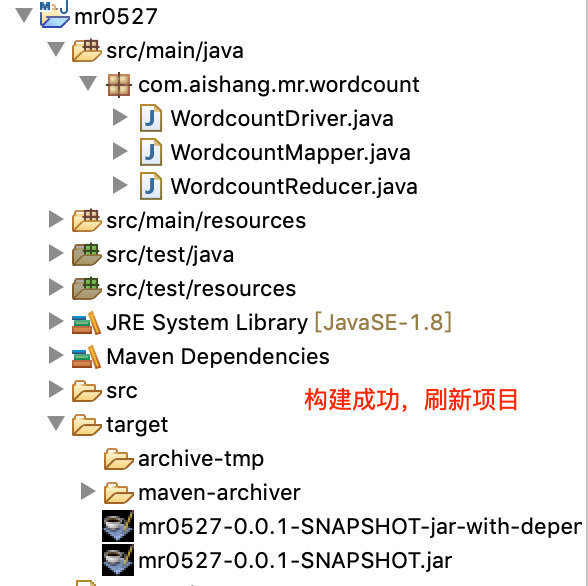 mr0527
src/main/java
com.aishang.mr.wordcount
WordcountDriver.java
WordcountMapper.java
WordcountReducer.java
src/main/resources
src/test/java
src/test/resources
JRE System Library [JavaSE-1.8]
Maven Dependencies
src
构建成功，刷新项目
target
archive-tmp
maven-archiver
mr0527-0.0.1-SNAPSHOT-jar-with-deper
mr0527-0.0.1-SNAPSHOT.jar